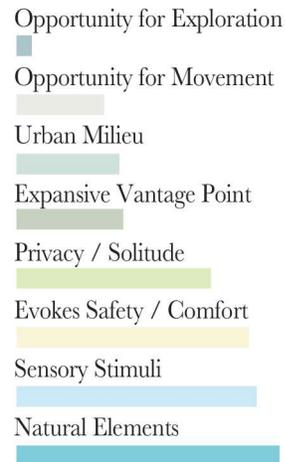 Opportunity for Exploration
Opportunity for Movement
Urban Milieu
Expansive Vantage Point
Privacy / Solitude
Evokes Safety / Comfort
Sensory Stimuli
Natural Elements